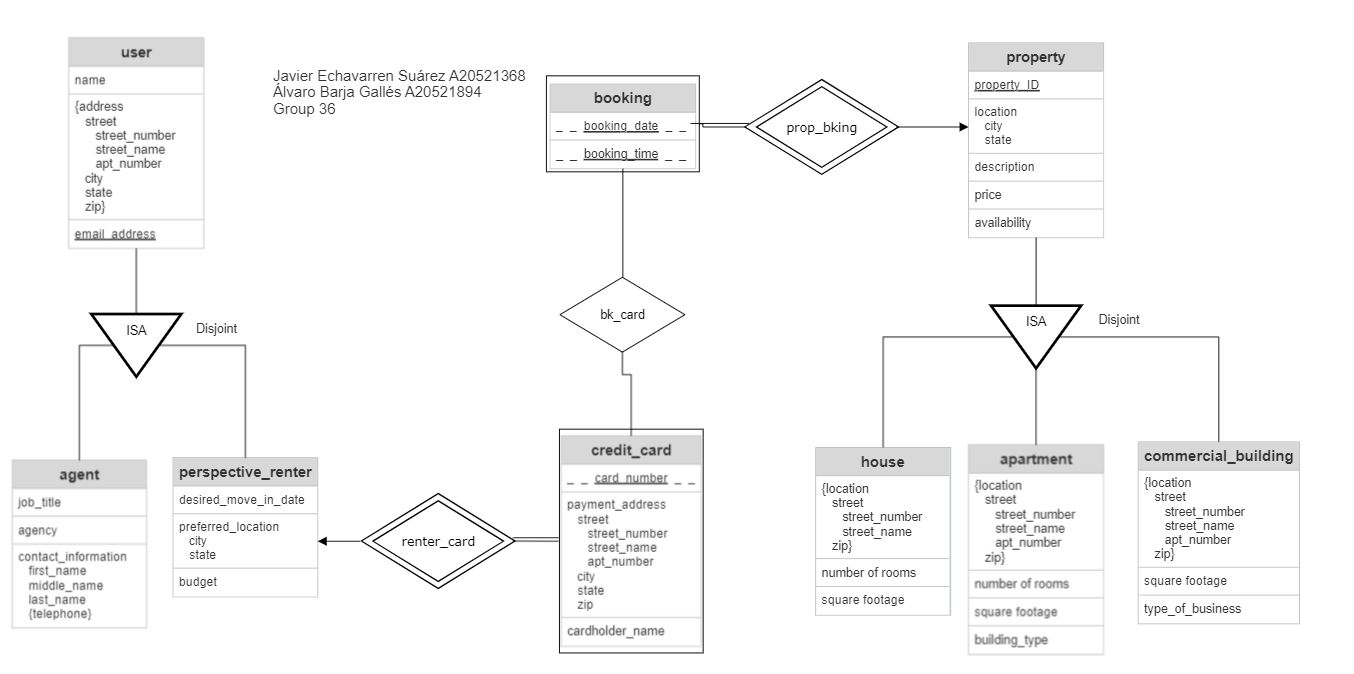 user
name
{address
street
street_number
street_name
apt_number
city
state
zip}
email_address
Javier Echavarren Suárez A20521368
Álvaro Barja Gallés A20521894
Group 36
booking
_ _ booking_date _ _
_ _ booking_time _ _
prop_bking
property
property_ID
location
city
state
description
price
availability
ISA
Disjoint
bk_card
ISA
Disjoint
agent
job_title
agency
contact_information
first_name
middle_name
last_name
{telephone}
perspective_renter
desired_move_in_date
preferred_location
city
state
budget
renter_card
credit_card
_ _ card_number _ _
payment_address
street
street_number
street_name
apt_number
city
state
zip
cardholder_name
house
{location
street
street_number
street_name
zip}
number of rooms
square footage
apartment
{location
street
street_number
street_name
apt_number
zip}
number of rooms
square footage
building_type
commercial_building
{location
street
street_number
street_name
apt_number
zip}
square footage
type_of_business